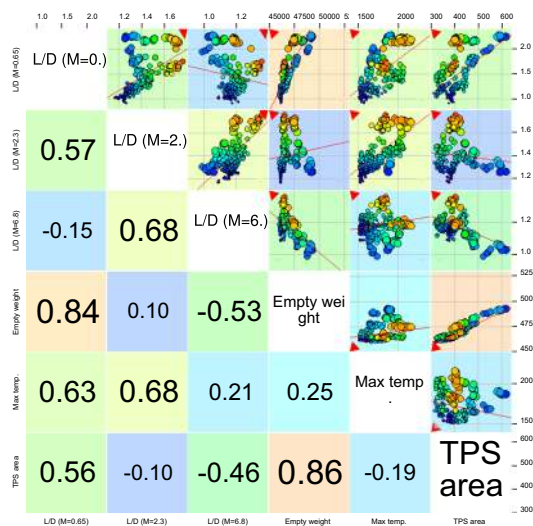 1.0 1.5 2.0 1.2 1.4 1.6 1.0 1.2 45000 47500 50000 5: 1500 2000 300 400 500 600
L/D (M=0.65) L/D (M=0.) 2.0 1.5 1.0
L/D (M=2.3) 0.57 L/D (M=2.) 1.6 1.4 1.2
L/D (M=6.8) -0.15 0.68 L/D (M=6.) 1.2 1.0
Empty weight 0.84 0.10 -0.53 Empty wei
ght 525 500 475 450
Max temp. 0.63 0.68 0.21 0.25 Max temp
. 200 150
TPS area 0.56 -0.10 -0.46 0.86 -0.19 TPS
area 600 500 400 300
L/D (M=0.65) L/D (M=2.3) L/D (M=6.8) Empty weight Max temp. TPS area